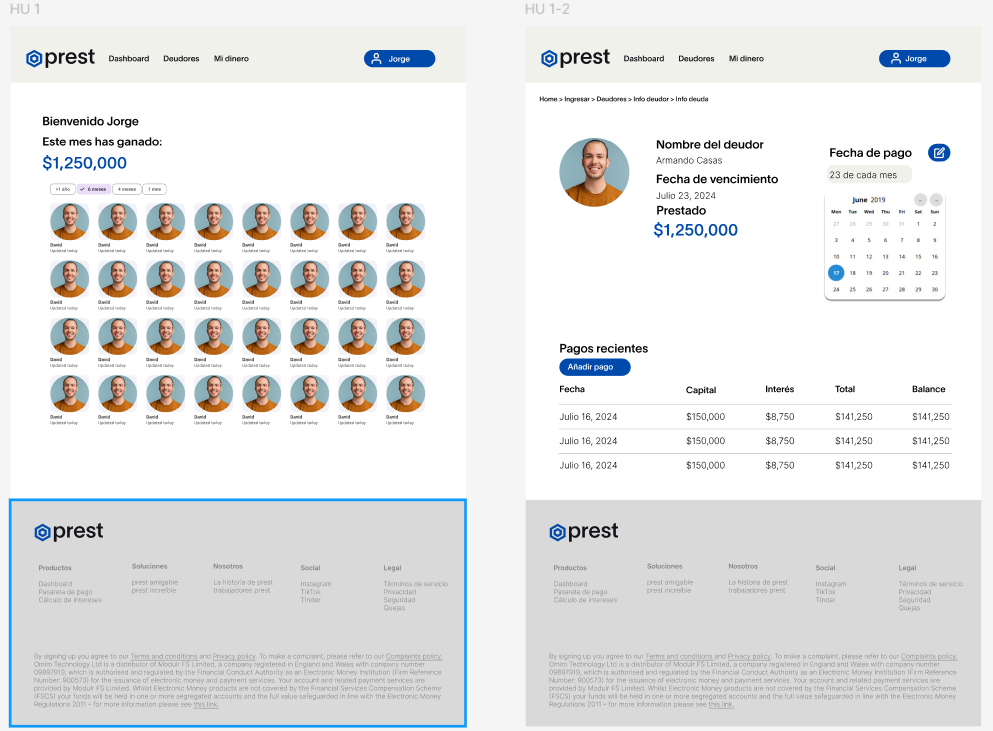 HU 1
prest
Dashboard Deudores Mi dinero
Jorge
Bienvenido Jorge
Este mes has ganado:
$1,250,000
>1 año 6 meses 4 meses 1 mes
David David David David David David David David
Updated today Updated today Updated today Updated today Updated today Updated today Updated today Updated today
David David David David David David David David
Updated today Updated today Updated today Updated today Updated today Updated today Updated today Updated today
David David David David David David David David
Updated today Updated today Updated today Updated today Updated today Updated today Updated today Updated today
David David David David David David David David
Updated today Updated today Updated today Updated today Updated today Updated today Updated today Updated today
prest
Productos Soluciones Nosotros Social Legal
Dashboard prest amigable La historia de prest Instagram Términos de servicio
Pasarela de pago prest increíble trabajadores prest TikTok Privacidad
Cálculo de intereses Tinder Seguridad
Quejas
By signing up you agree to our Terms and conditions and Privacy policy. To make a complaint, please refer to our Complaints policy.
Omim Technology Ltd is a distributor of Modulr FS Limited, a company registered in England and Wales with company number
09897919, which is authorised and regulated by the Financial Conduct Authority as an Electronic Money Institution (Firm Reference
Number: 900573) for the issuance of electronic money and payment services. Your account and related payment services are
provided by Modulr FS Limited. Whilst Electronic Money products are not covered by the Financial Services Compensation Scheme
(FSCS) your funds will be held in one or more segregated accounts and the full value safeguarded in line with the Electronic Money
Regulations 2011 – for more information please see this link.
HU 1-2
prest
Dashboard Deudores Mi dinero
Jorge
Home > Ingresar > Deudores > Info deudor > Info deuda
Nombre del deudor
Armando Casas
Fecha de vencimiento
Julio 23, 2024
Prestado
$1,250,000
Fecha de pago
23 de cada mes
June 2019
Mon Tue Wed Thu Fri Sat Sun
27 28 29 30 31 1 2
3 4 5 6 7 8 9
10 11 12 13 14 15 16
17 18 19 20 21 22 23
24 25 26 27 28 29 30
Pagos recientes
Añadir pago
Fecha Capital Interés Total Balance
Julio 16, 2024 $150,000 $8,750 $141,250 $141,250
Julio 16, 2024 $150,000 $8,750 $141,250 $141,250
Julio 16, 2024 $150,000 $8,750 $141,250 $141,250
prest
Productos Soluciones Nosotros Social Legal
Dashboard prest amigable La historia de prest Instagram Términos de servicio
Pasarela de pago prest increíble trabajadores prest TikTok Privacidad
Cálculo de intereses Tinder Seguridad
Quejas
By signing up you agree to our Terms and conditions and Privacy policy. To make a complaint, please refer to our Complaints policy.
Omim Technology Ltd is a distributor of Modulr FS Limited, a company registered in England and Wales with company number
09897919, which is authorised and regulated by the Financial Conduct Authority as an Electronic Money Institution (Firm Reference
Number: 900573) for the issuance of electronic money and payment services. Your account and related payment services are
provided by Modulr FS Limited. Whilst Electronic Money products are not covered by the Financial Services Compensation Scheme
(FSCS) your funds will be held in one or more segregated accounts and the full value safeguarded in line with the Electronic Money
Regulations 2011 – for more information please see this link.